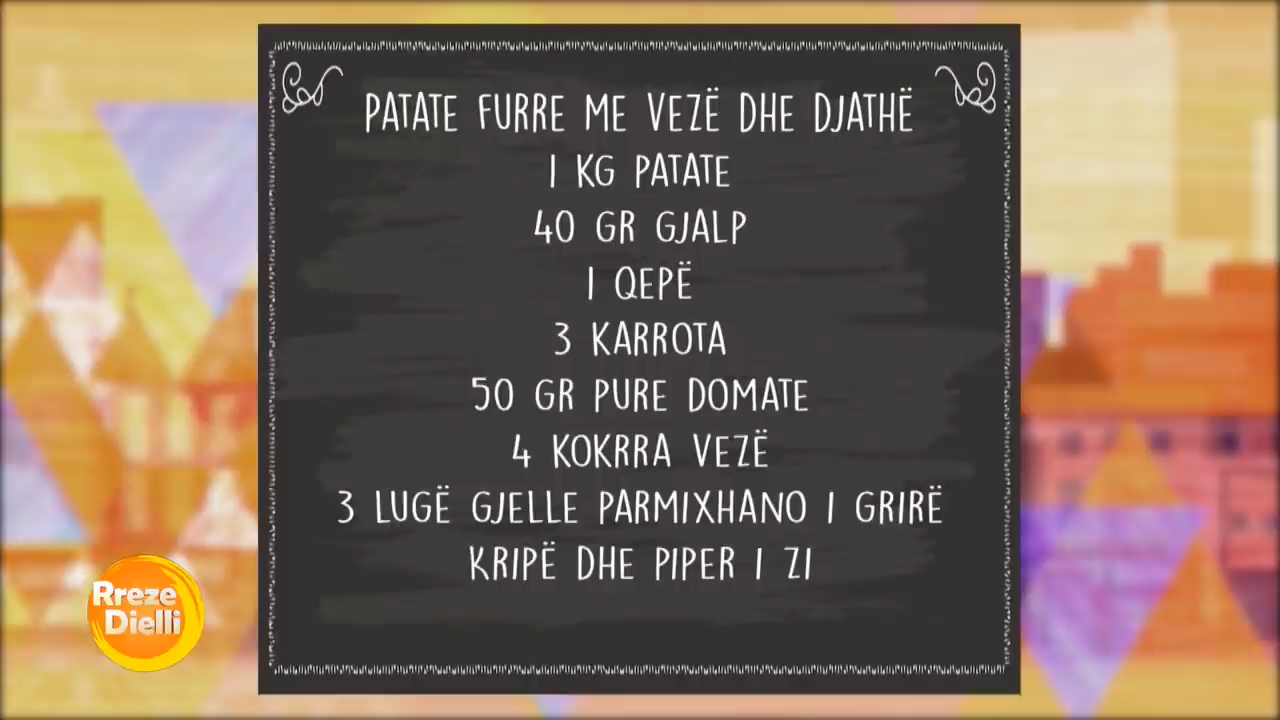 PATATE FURRE ME VEZË DHE DJATHË
1 KG PATATE
40 GR GJALP
1 QEPË
3 KARROTA
50 GR PURE DOMATE
4 KOKRRA VEZË
3 LUGË GJELLE PARMIXHANO I GRIRË
KRIPË DHE PIPER I ZI
Rreze
Dielli